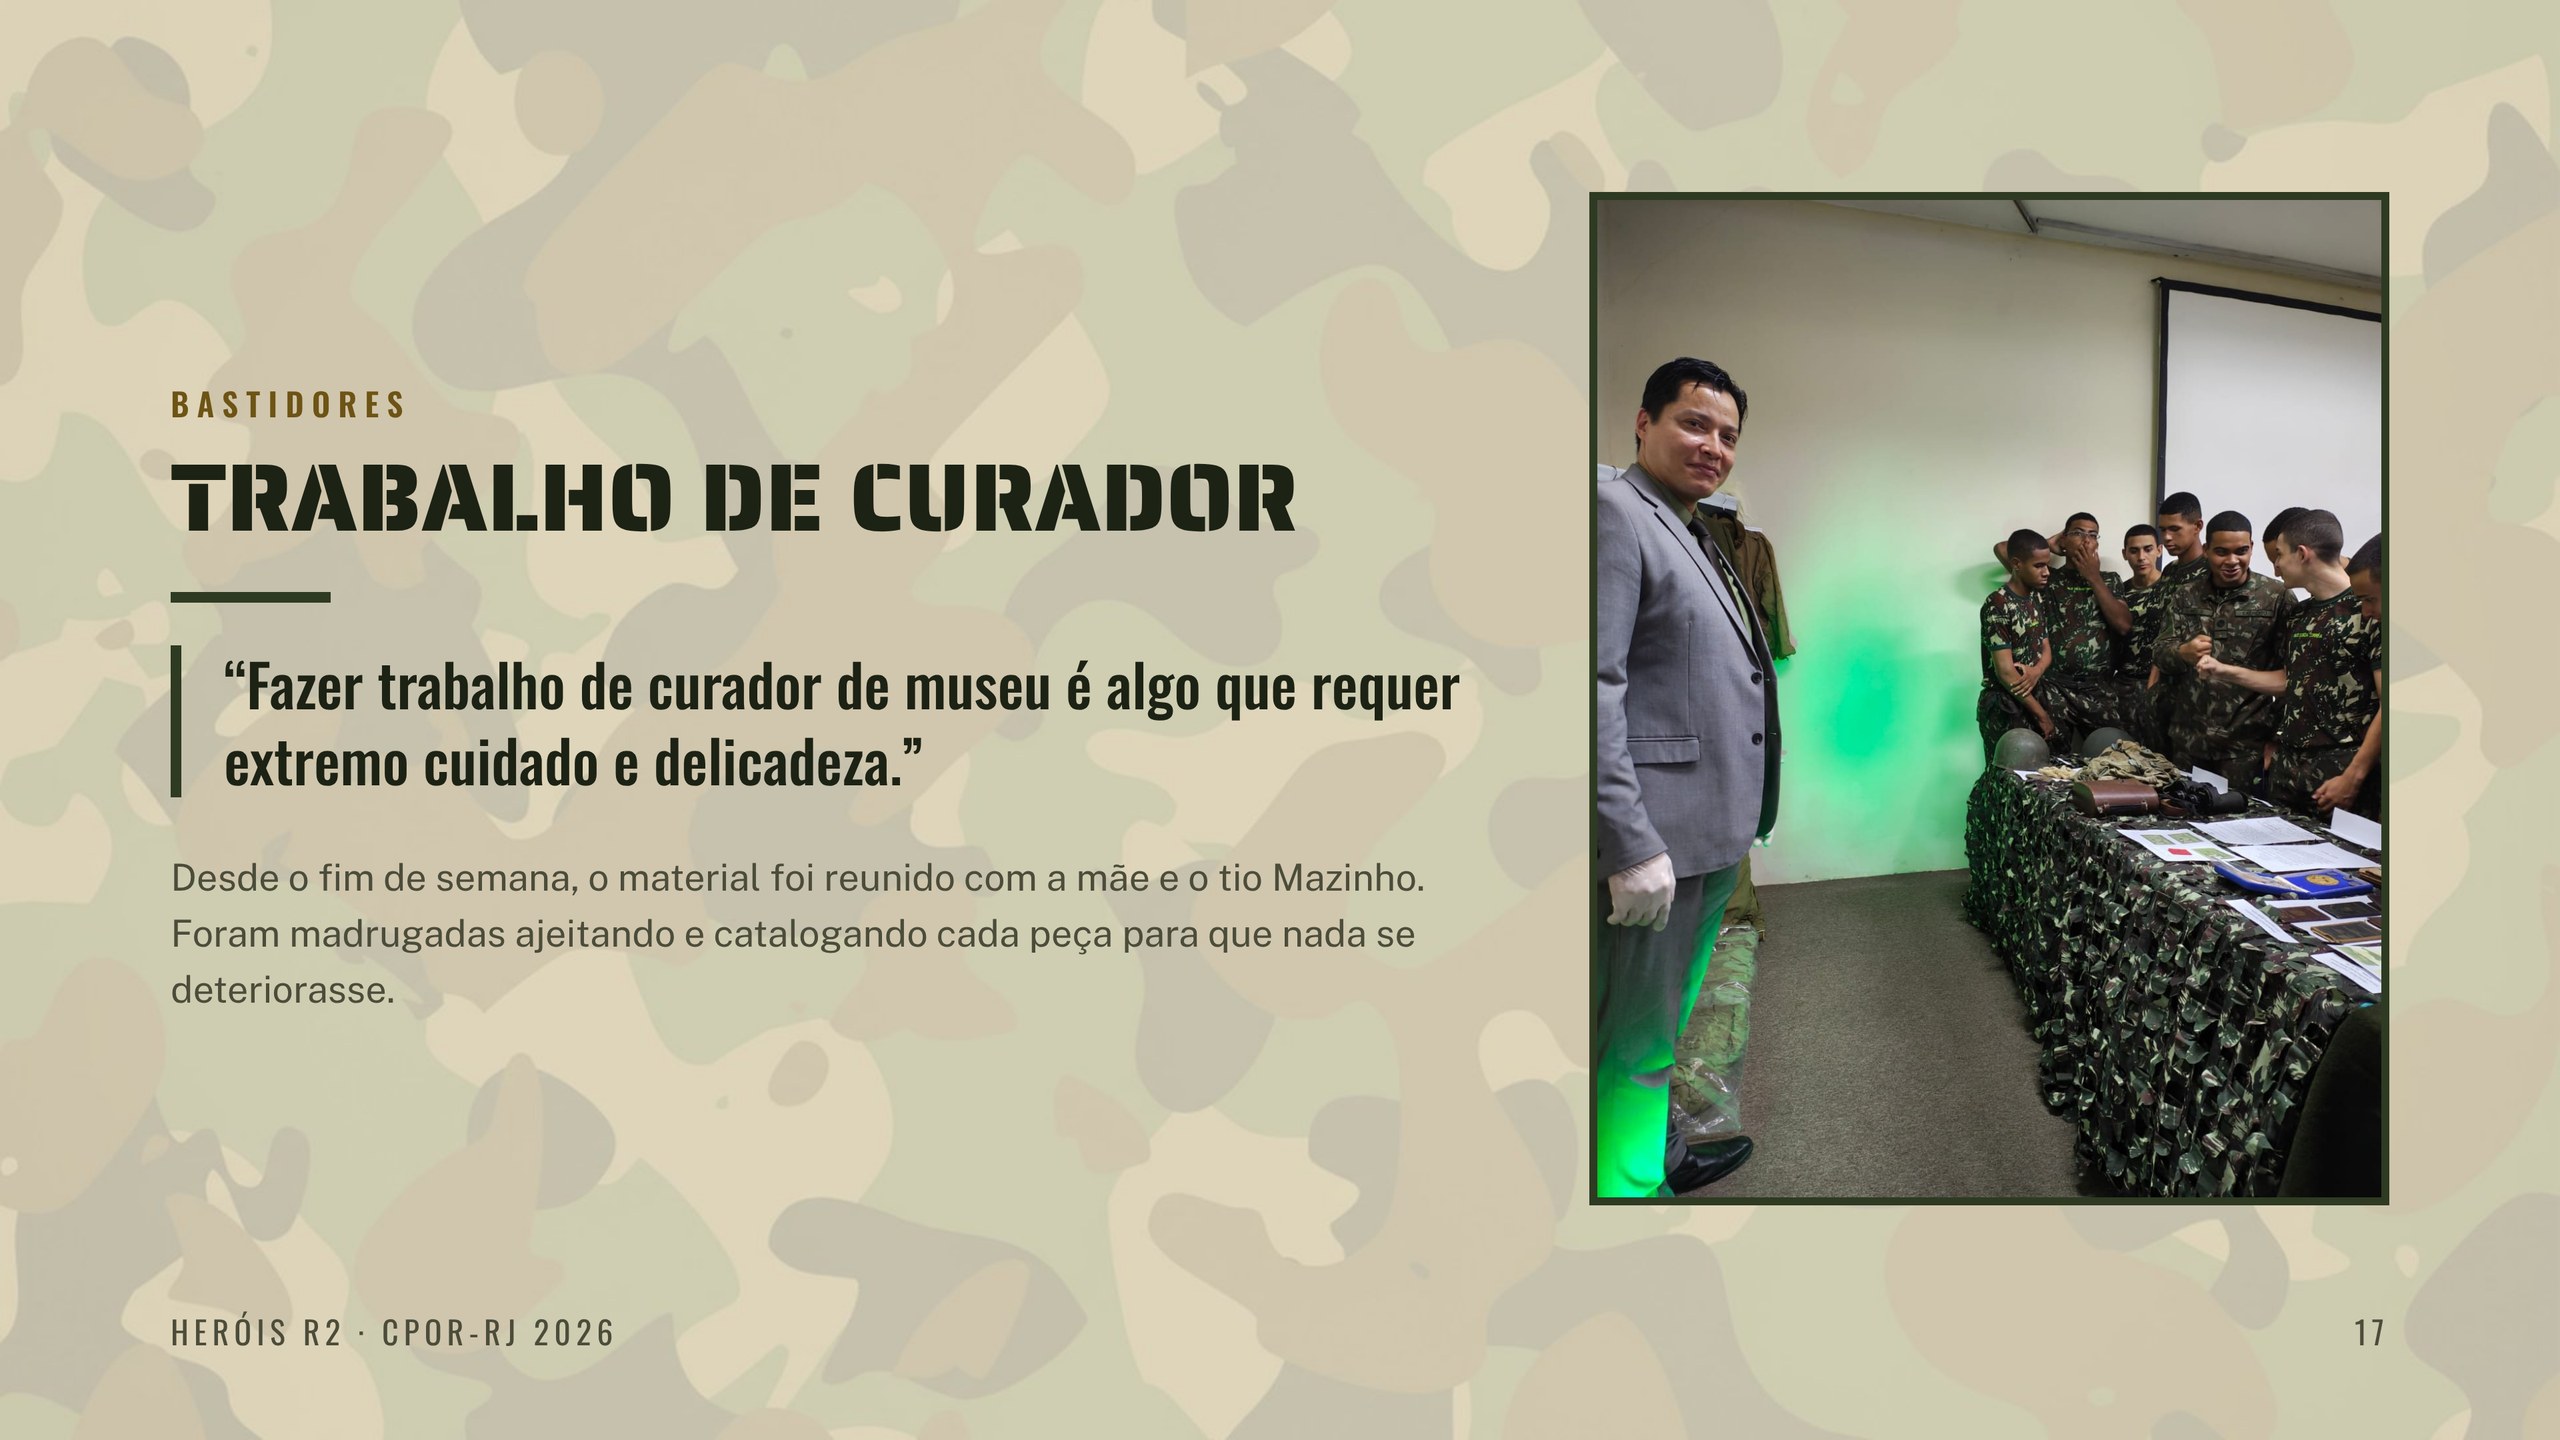 BASTIDORES
TRABALHO DE CURADOR
“Fazer trabalho de curador de museu é algo que requer
extremo cuidado e delicadeza.”
Desde o fim de semana, o material foi reunido com a mãe e o tio Mazinho.
Foram madrugadas ajeitando e catalogando cada peça para que nada se
deteriorasse.
HERÓIS R2 · CPOR-RJ 2026
17